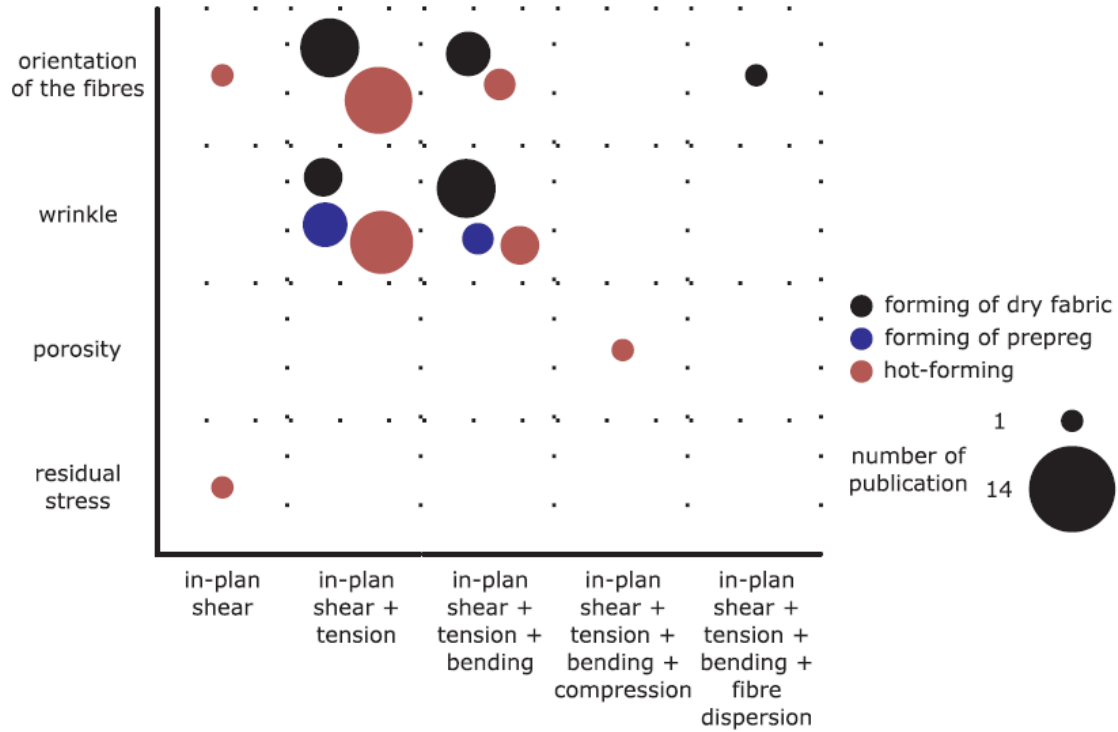 orientation
of the fibres
wrinkle
porosity
residual
stress
in-plan
shear
in-plan
shear +
tension
in-plan
shear +
tension +
bending
in-plan
shear +
tension +
bending +
compression
in-plan
shear +
tension +
bending +
fibre
dispersion
forming of dry fabric
forming of prepreg
hot-forming
1
number of
publication
14